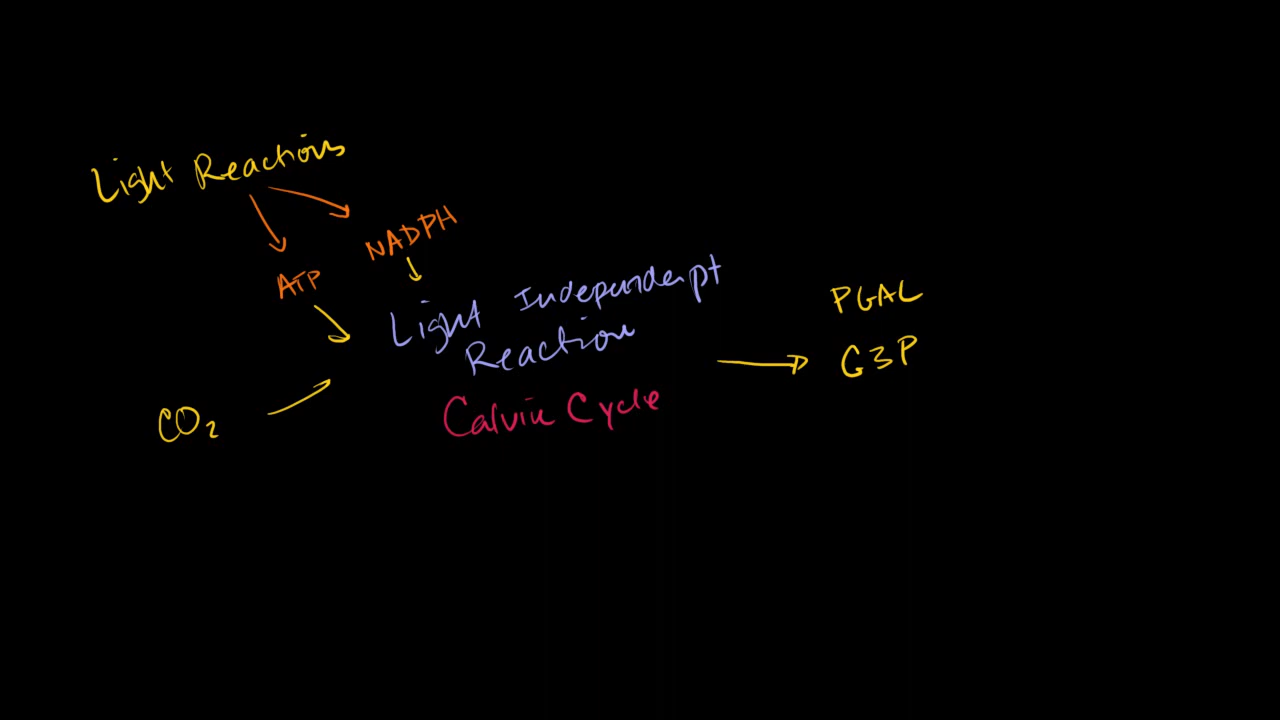 Light Reactions
NADPH
ATP
Light Independent
Reaction
PGAL
G3P
CO2
Calvin Cycle